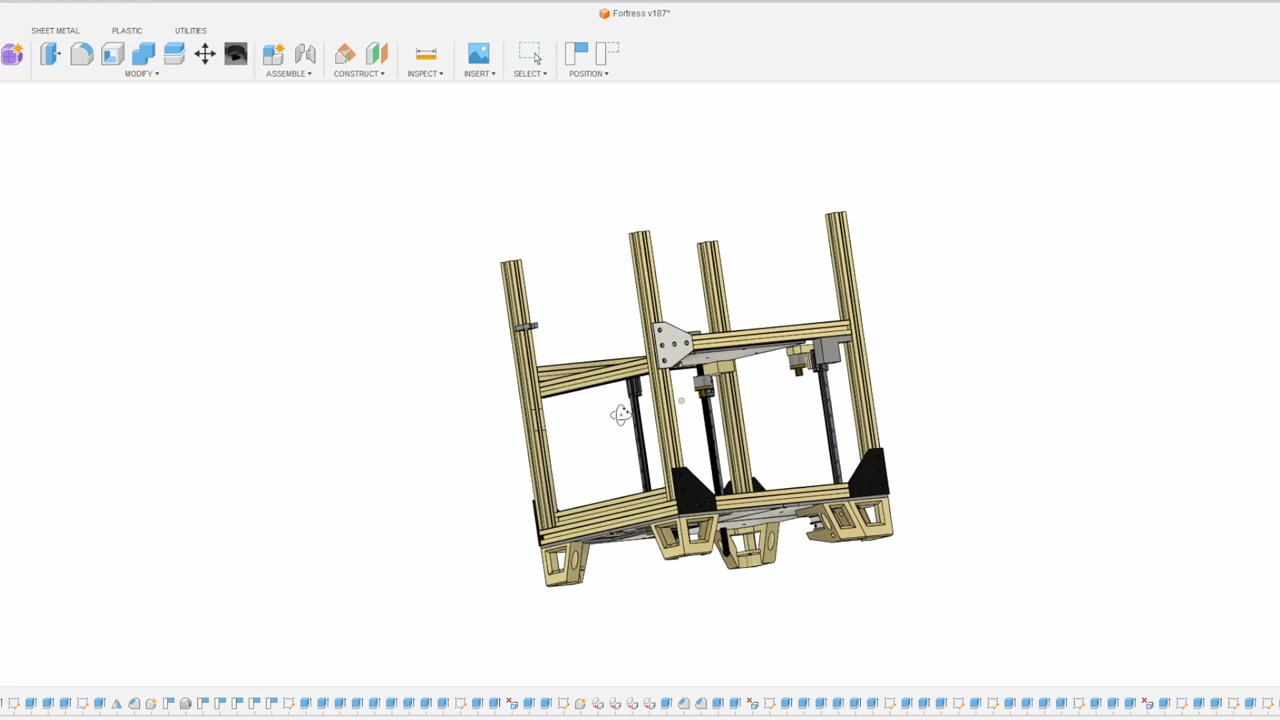 Fortress v187*
SHEET METAL PLASTIC UTILITIES
MODIFY ASSEMBLE CONSTRUCT INSPECT INSERT SELECT POSITION